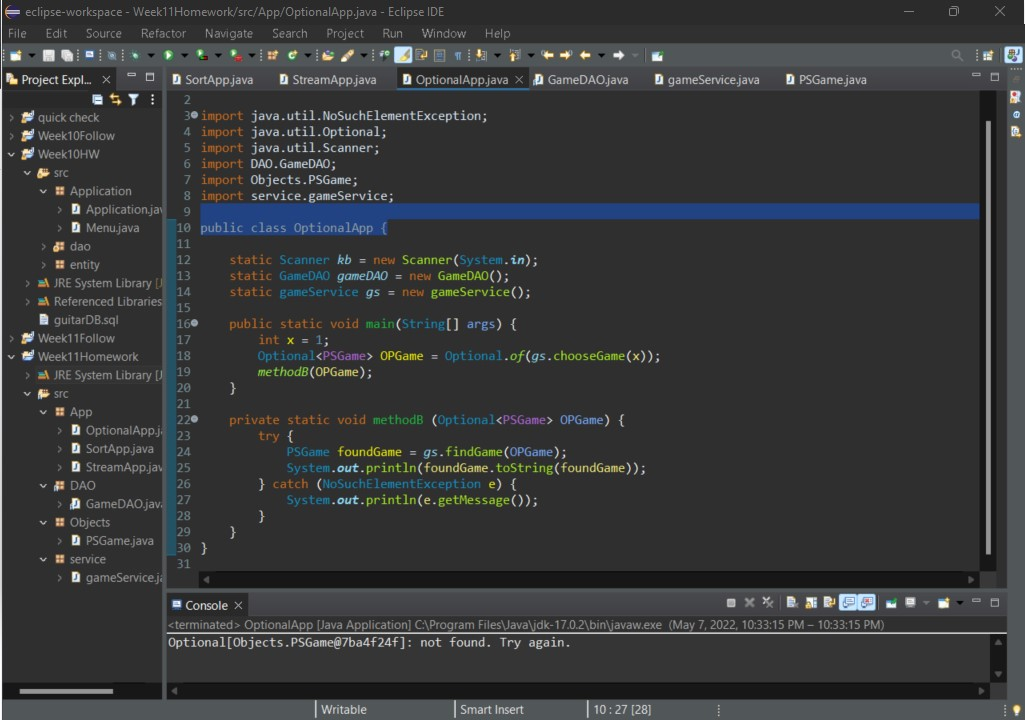 eclipse-workspace - Week11Homework/src/App/OptionalApp.java - Eclipse IDE
File Edit Source Refactor Navigate Search Project Run Window Help
Project Expl...
SortApp.java StreamApp.java OptionalApp.java GameDAO.java gameService.java PSGame.java
quick check
Week10Follow
Week10HW
src
Application
Application.jav
Menu.java
dao
entity
JRE System Library [J
Referenced Libraries
guitarDB.sql
Week11Follow
Week11Homework
JRE System Library [J
src
App
OptionalApp.j
SortApp.java
StreamApp.jav
DAO
GameDAO.java
Objects
PSGame.java
service
gameService.ja
2
3 import java.util.NoSuchElementException;
4 import java.util.Optional;
5 import java.util.Scanner;
6 import DAO.GameDAO;
7 import Objects.PSGame;
8 import service.gameService;
9
10 public class OptionalApp {
11
12 static Scanner kb = new Scanner(System.in);
13 static GameDAO gameDAO = new GameDAO();
14 static gameService gs = new gameService();
15
16 public static void main(String[] args) {
17 int x = 1;
18 Optional<PSGame> OPGame = Optional.of(gs.chooseGame(x));
19 methodB(OPGame);
20 }
21
22 private static void methodB (Optional<PSGame> OPGame) {
23 try {
24 PSGame foundGame = gs.findGame(OPGame);
25 System.out.println(foundGame.toString(foundGame));
26 } catch (NoSuchElementException e) {
27 System.out.println(e.getMessage());
28 }
29 }
30 }
31
Console
<terminated> OptionalApp [Java Application] C:\Program Files\Java\jdk-17.0.2\bin\javaw.exe (May 7, 2022, 10:33:15 PM – 10:33:15 PM)
Optional[Objects.PSGame@7ba4f24f]: not found. Try again.
Writable Smart Insert 10 : 27 [28]